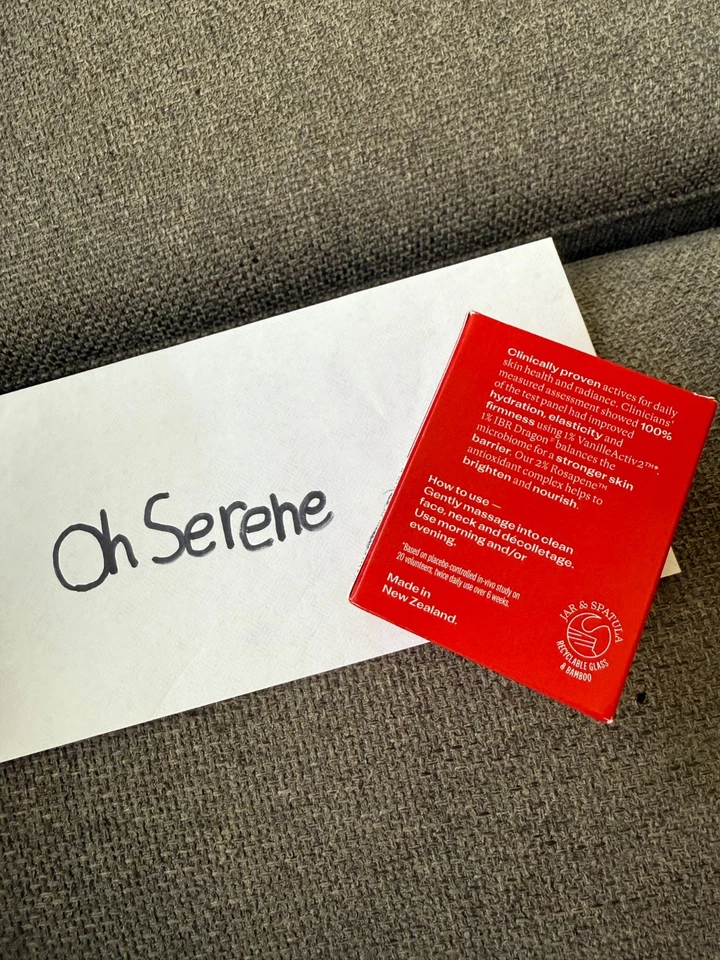 Oh Serehe
Clinically proven actives for daily
skin health and radiance. Clinicians'
measured assessment showed 100%
of the test panel had improved
hydration, elasticity and
firmness using 1% VanilleActiv2™*.
1% IBR Dragon® balances the
microbiome for a stronger skin
barrier. Our 2% Rosapene™
antioxidant complex helps to
brighten and nourish.
How to use —
Gently massage into clean
face, neck and décolletage.
Use morning and/or
evening.
*Based on placebo-controlled in-vivo study on
20 volunteers, twice daily use over 6 weeks.
Made in
New Zealand.
JAR & SPATULA
RECYCLABLE GLASS
& BAMBOO